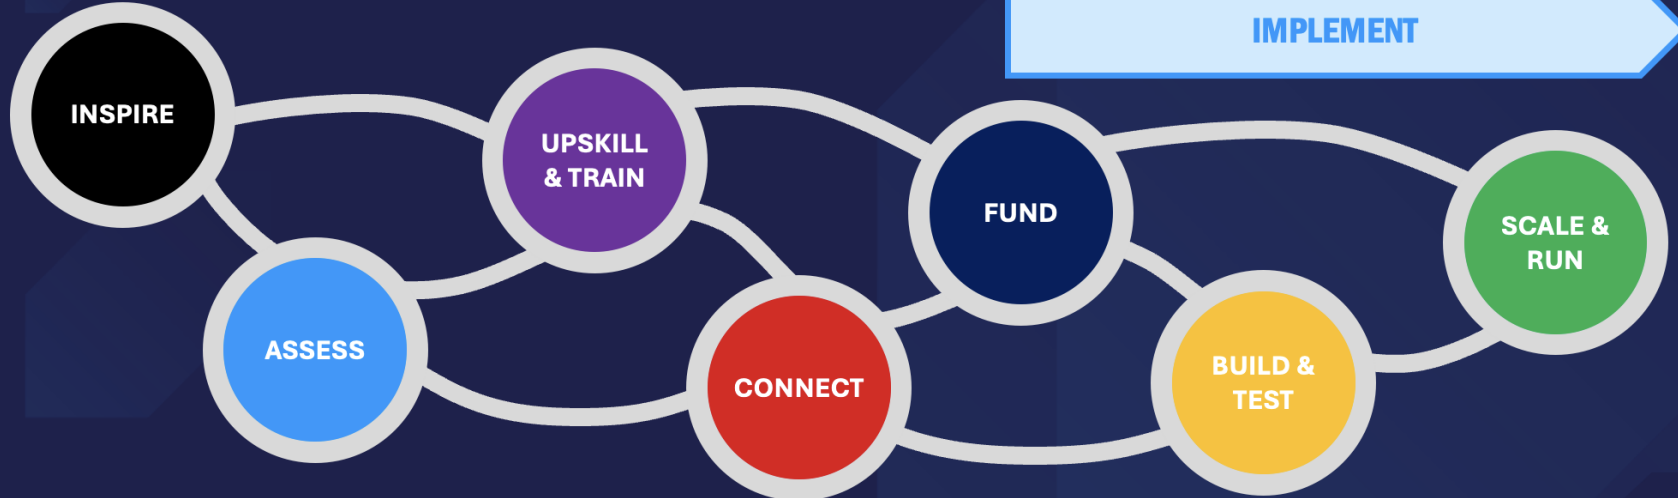 IMPLEMENT
INSPIRE
UPSKILL
& TRAIN
FUND
SCALE &
RUN
ASSESS
CONNECT
BUILD &
TEST